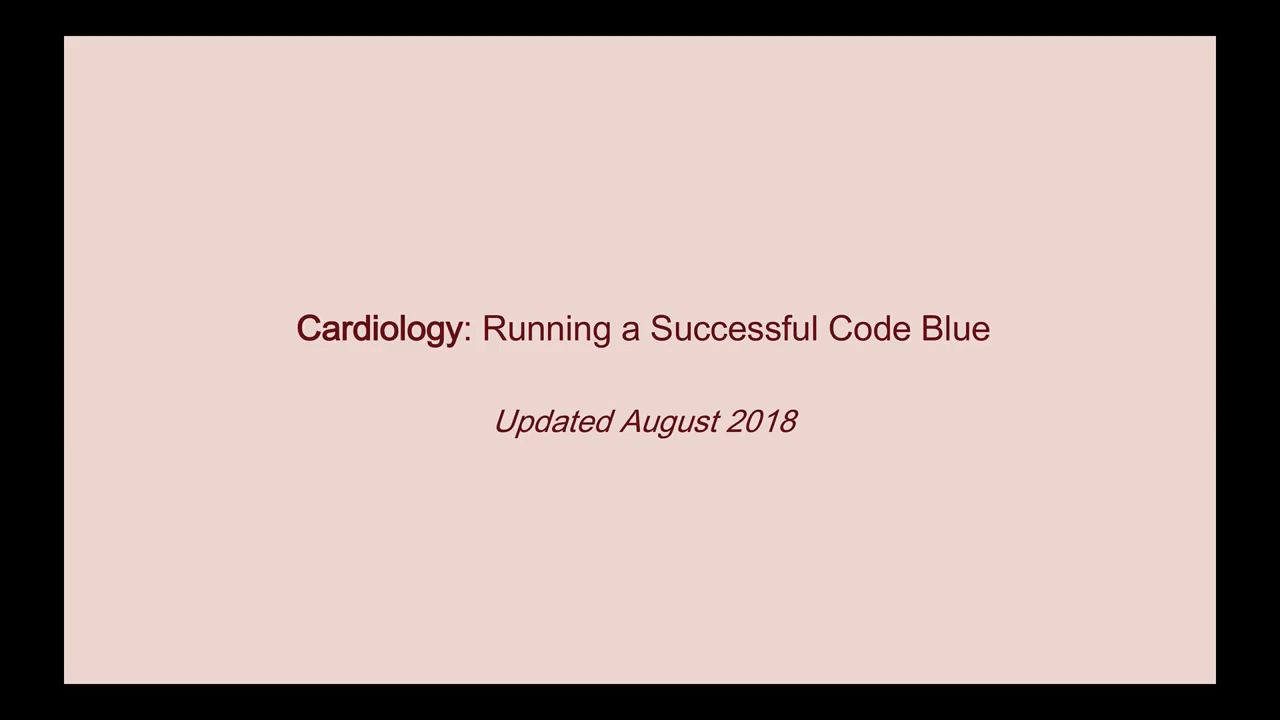 Cardiology: Running a Successful Code Blue
Updated August 2018